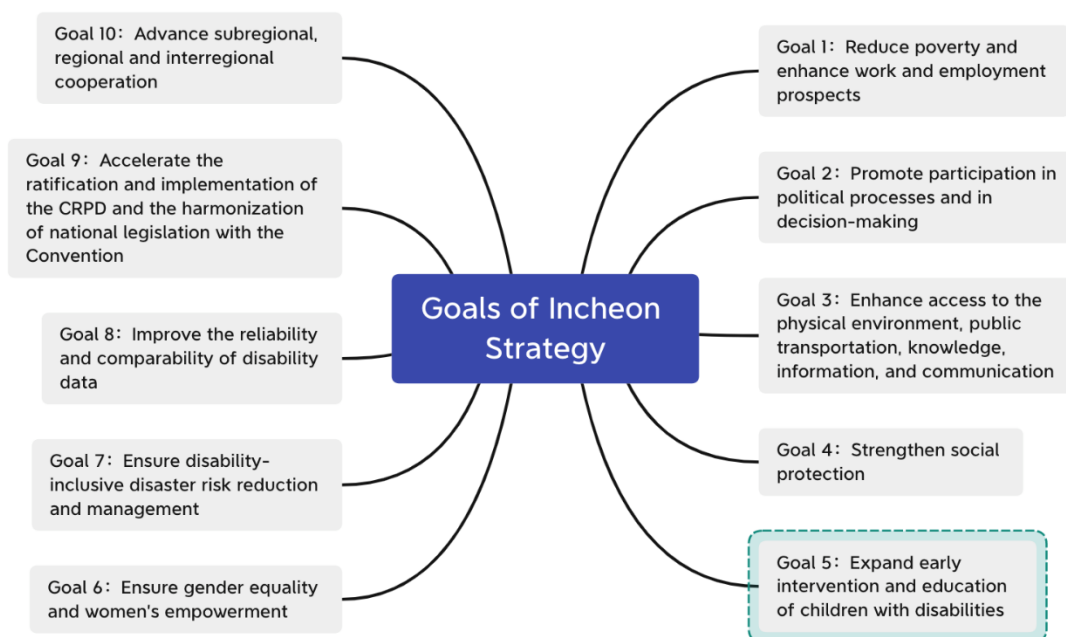 Goals of Incheon
Strategy
Goal 1: Reduce poverty and
enhance work and employment
prospects
Goal 2: Promote participation in
political processes and in
decision-making
Goal 3: Enhance access to the
physical environment, public
transportation, knowledge,
information, and communication
Goal 4: Strengthen social
protection
Goal 5: Expand early
intervention and education
of children with disabilities
Goal 6: Ensure gender equality
and women's empowerment
Goal 7: Ensure disability-
inclusive disaster risk reduction
and management
Goal 8: Improve the reliability
and comparability of disability
data
Goal 9: Accelerate the
ratification and implementation of
the CRPD and the harmonization
of national legislation with the
Convention
Goal 10: Advance subregional,
regional and interregional
cooperation